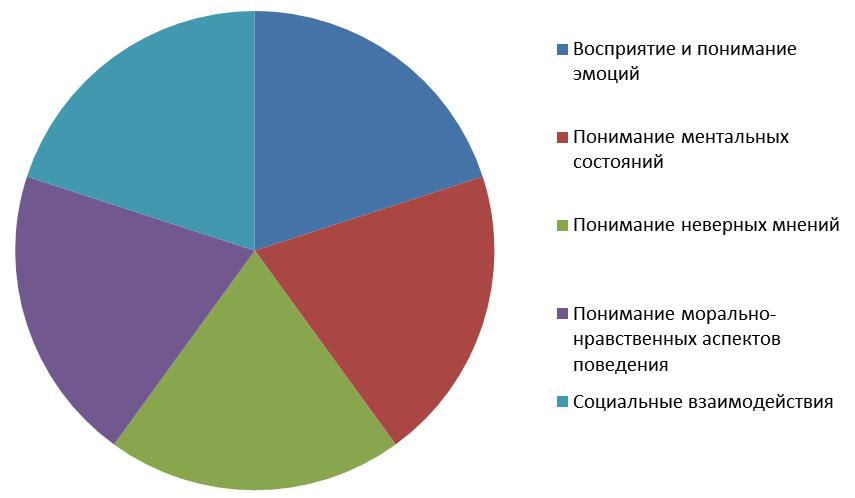 Восприятие и понимание
эмоций
Понимание ментальных
состояний
Понимание неверных мнений
Понимание морально-
нравственных аспектов
поведения
Социальные взаимодействия